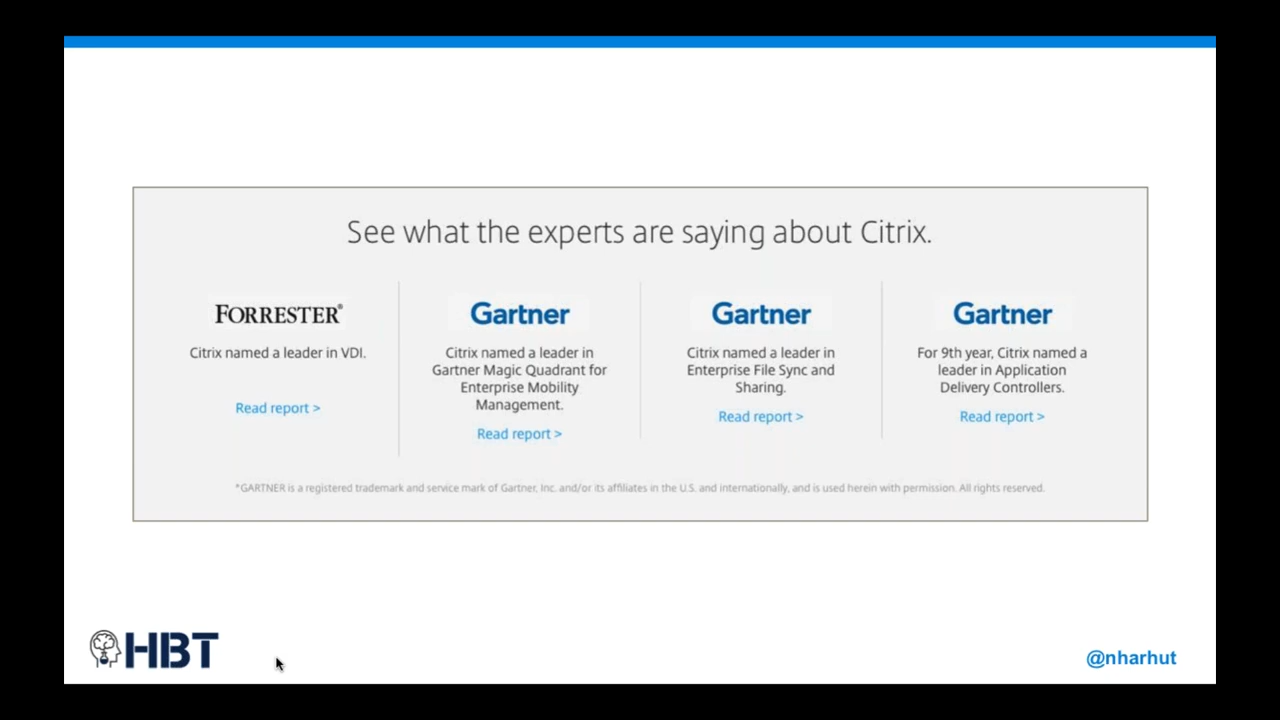 See what the experts are saying about Citrix.
FORRESTER®
Citrix named a leader in VDI.
Read report >
Gartner
Citrix named a leader in
Gartner Magic Quadrant for
Enterprise Mobility
Management.
Read report >
Gartner
Citrix named a leader in
Enterprise File Sync and
Sharing.
Read report >
Gartner
For 9th year, Citrix named a
leader in Application
Delivery Controllers.
Read report >
*GARTNER is a registered trademark and service mark of Gartner, Inc. and/or its affiliates in the U.S. and internationally, and is used herein with permission. All rights reserved.
HBT
@nharhut